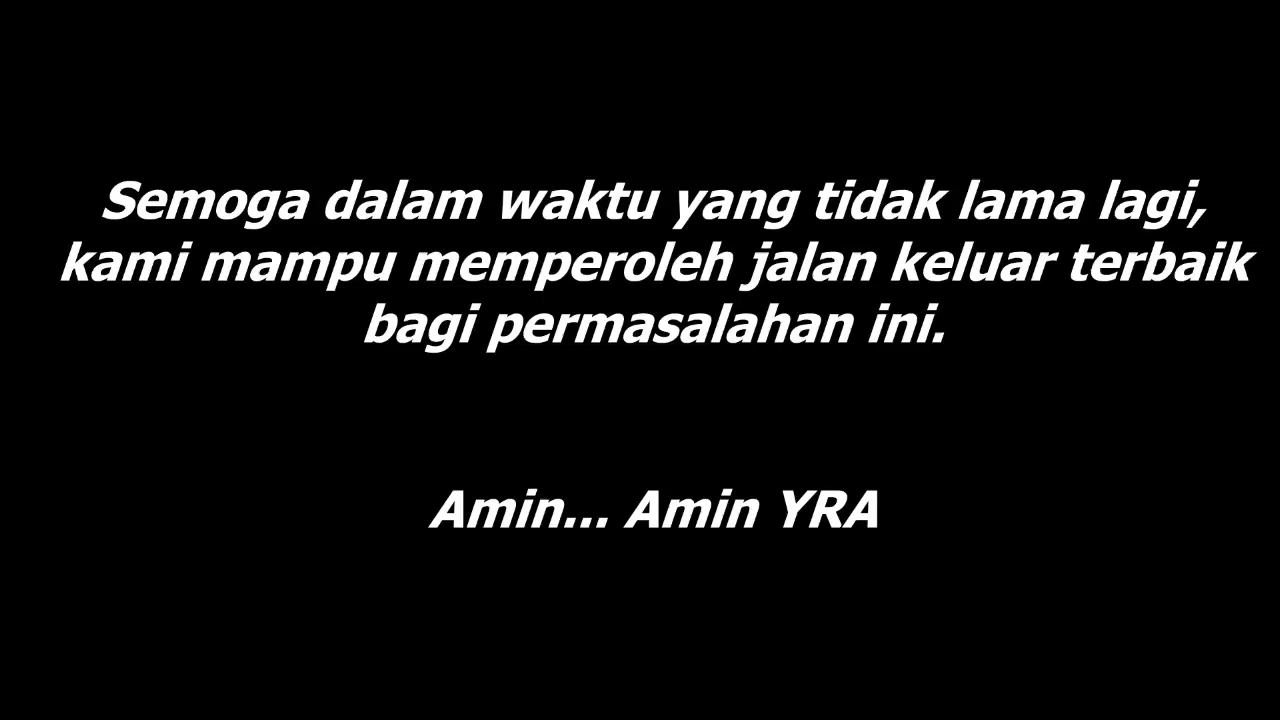 Semoga dalam waktu yang tidak lama lagi,
kami mampu memperoleh jalan keluar terbaik
bagi permasalahan ini.
Amin... Amin YRA